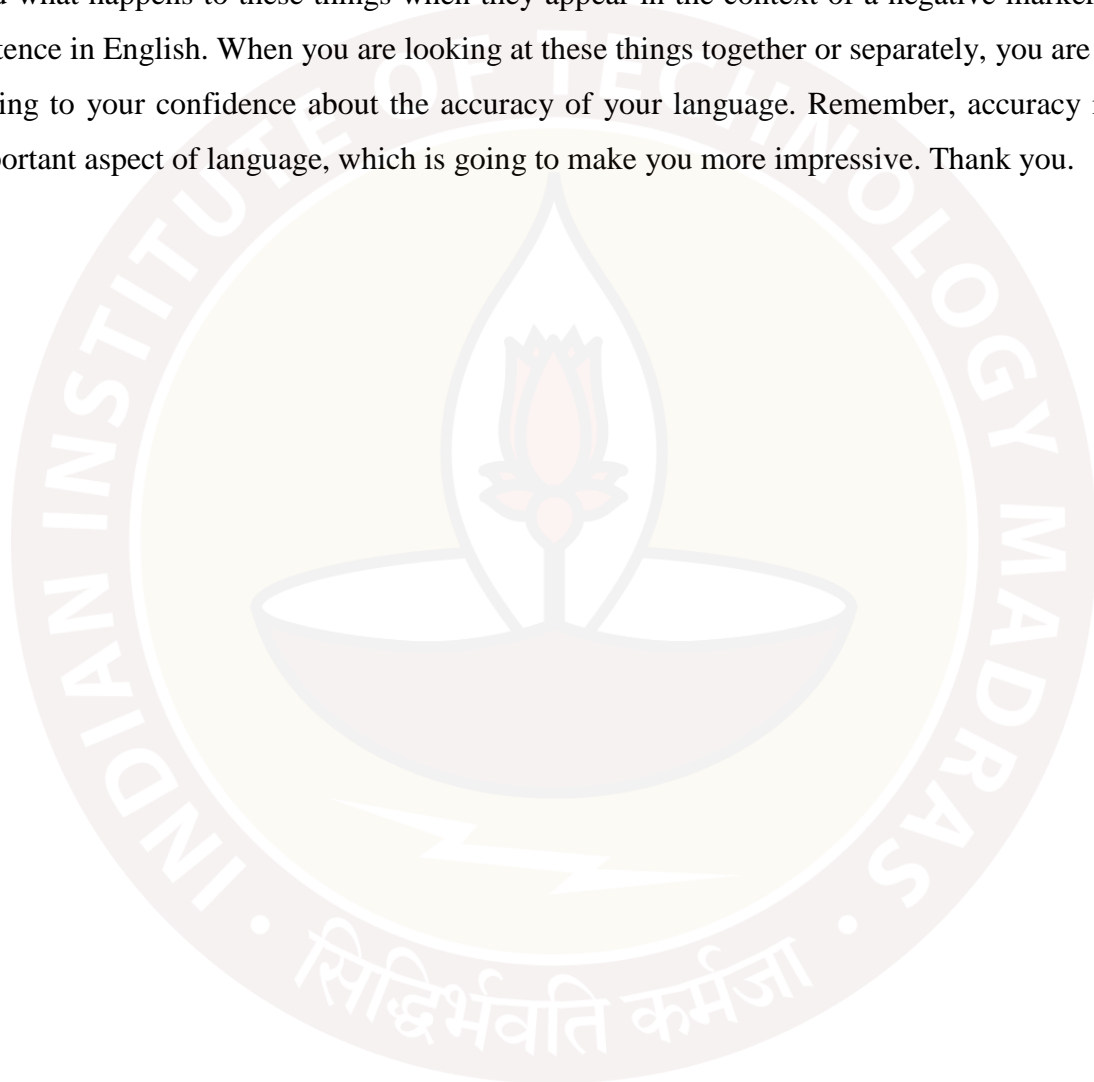 what happens to these things when they appear in the context of a negative marker
tence in English. When you are looking at these things together or separately, you are
ing to your confidence about the accuracy of your language. Remember, accuracy
portant aspect of language, which is going to make you more impressive. Thank you.
INDIAN INSTITUTE OF TECHNOLOGY MADRAS
सिद्धिर्भवति कर्मजा